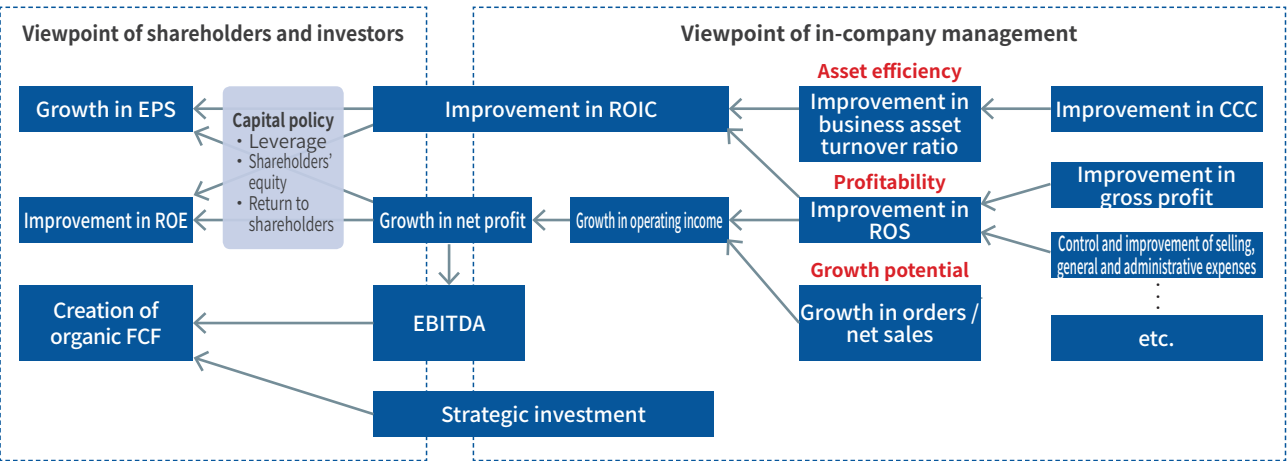 Viewpoint of shareholders and investors
Growth in EPS
Improvement in ROE
Creation of
organic FCF
Capital policy
・Leverage
・Shareholders’
equity
・Return to
shareholders
Viewpoint of in-company management
Improvement in ROIC
Growth in net profit
EBITDA
Strategic investment
Growth in operating income
Asset efficiency
Improvement in
business asset
turnover ratio
Profitability
Improvement in
ROS
Growth potential
Growth in orders /
net sales
Improvement in CCC
Improvement in
gross profit
Control and improvement of selling,
general and administrative expenses
etc.